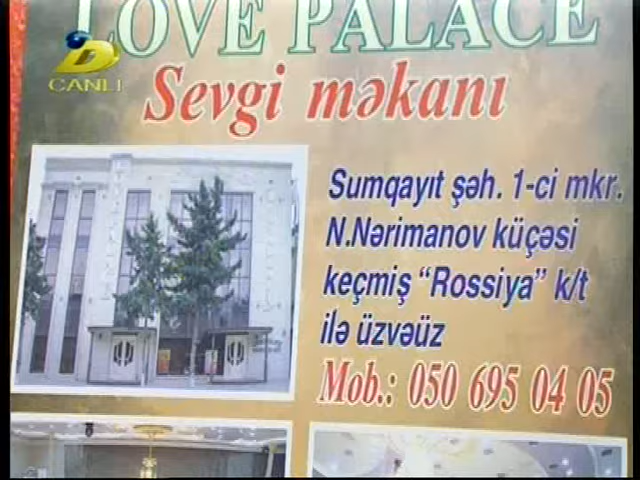 LOVE PALACE
CANLI
Sevgi məkanı
Sumqayıt şəh. 1-ci mkr.
N.Nərimanov küçəsi
keçmiş "Rossiya" k/t
ilə üzvəüz
Mob.: 050 695 04 05